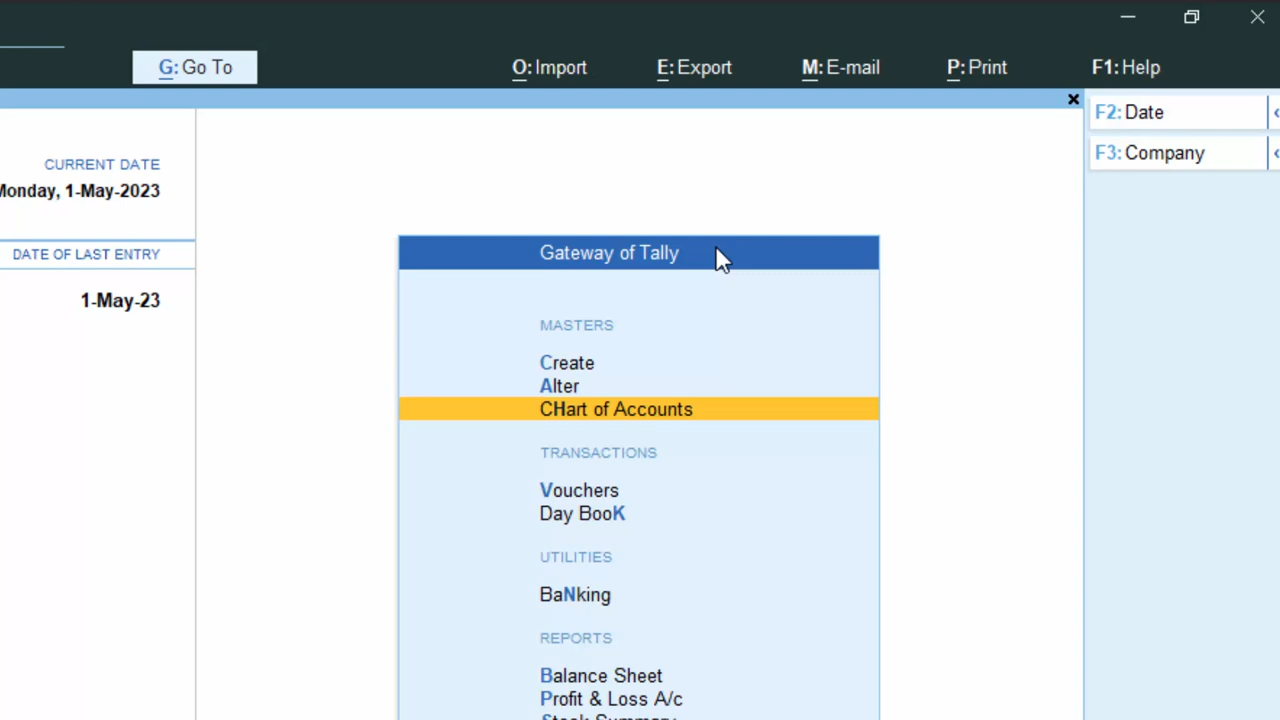 G: Go To
O: Import
E: Export
M: E-mail
P: Print
F1: Help
F2: Date
F3: Company
CURRENT DATE
Monday, 1-May-2023
DATE OF LAST ENTRY
1-May-23
Gateway of Tally
MASTERS
Create
Alter
CHart of Accounts
TRANSACTIONS
Vouchers
Day BooK
UTILITIES
BaNking
REPORTS
Balance Sheet
Profit & Loss A/c
Stock Summary